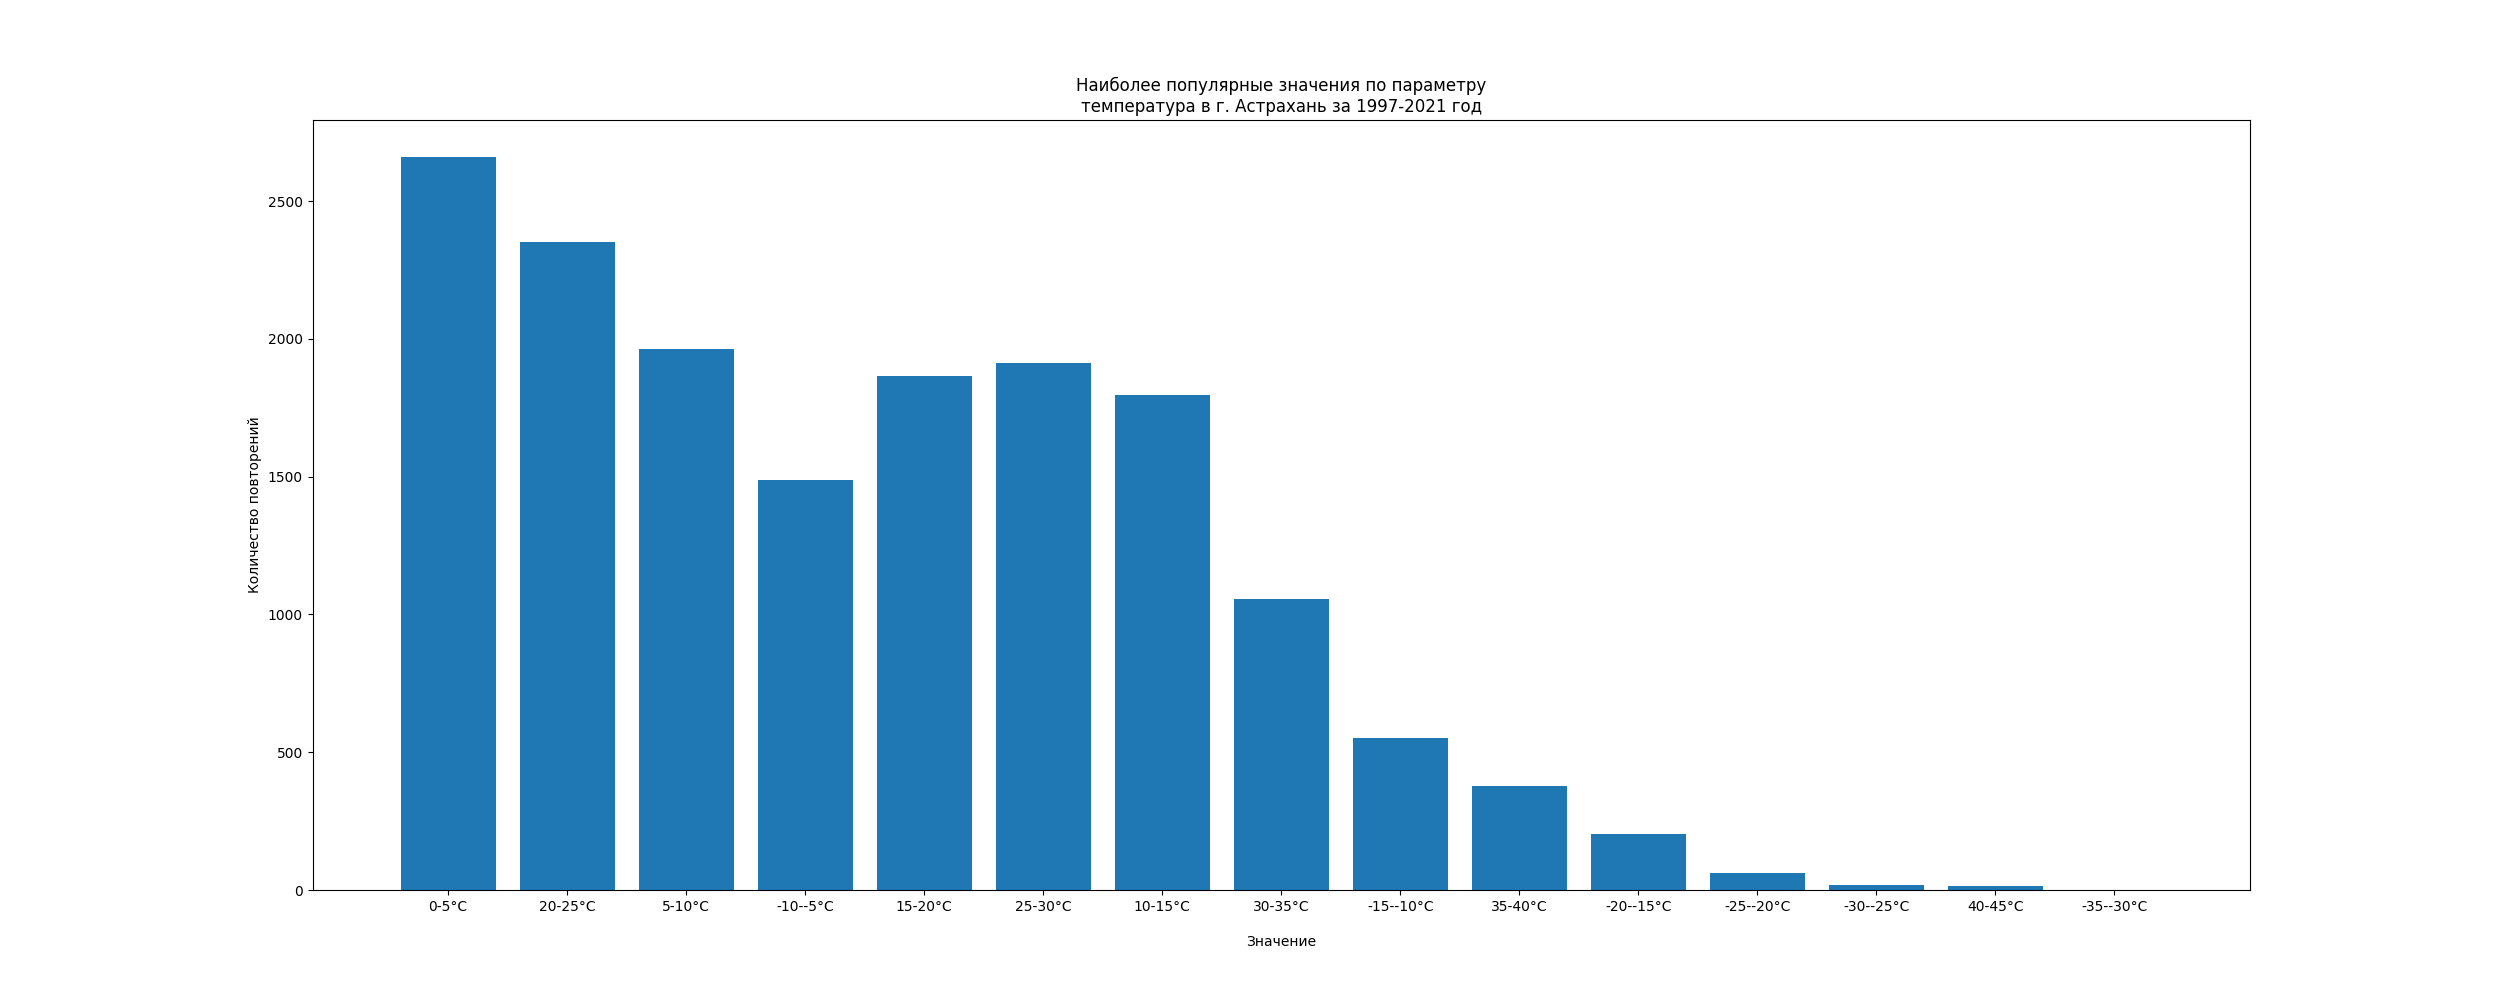 Наиболее популярные значения по параметру
температура в г. Астрахань за 1997-2021 год
Количество повторений
2500
2000
1500
1000
500
0
0-5°C
20-25°C
5-10°C
-10--5°C
15-20°C
25-30°C
10-15°C
30-35°C
-15--10°C
35-40°C
-20--15°C
-25--20°C
-30--25°C
40-45°C
-35--30°C
Значение